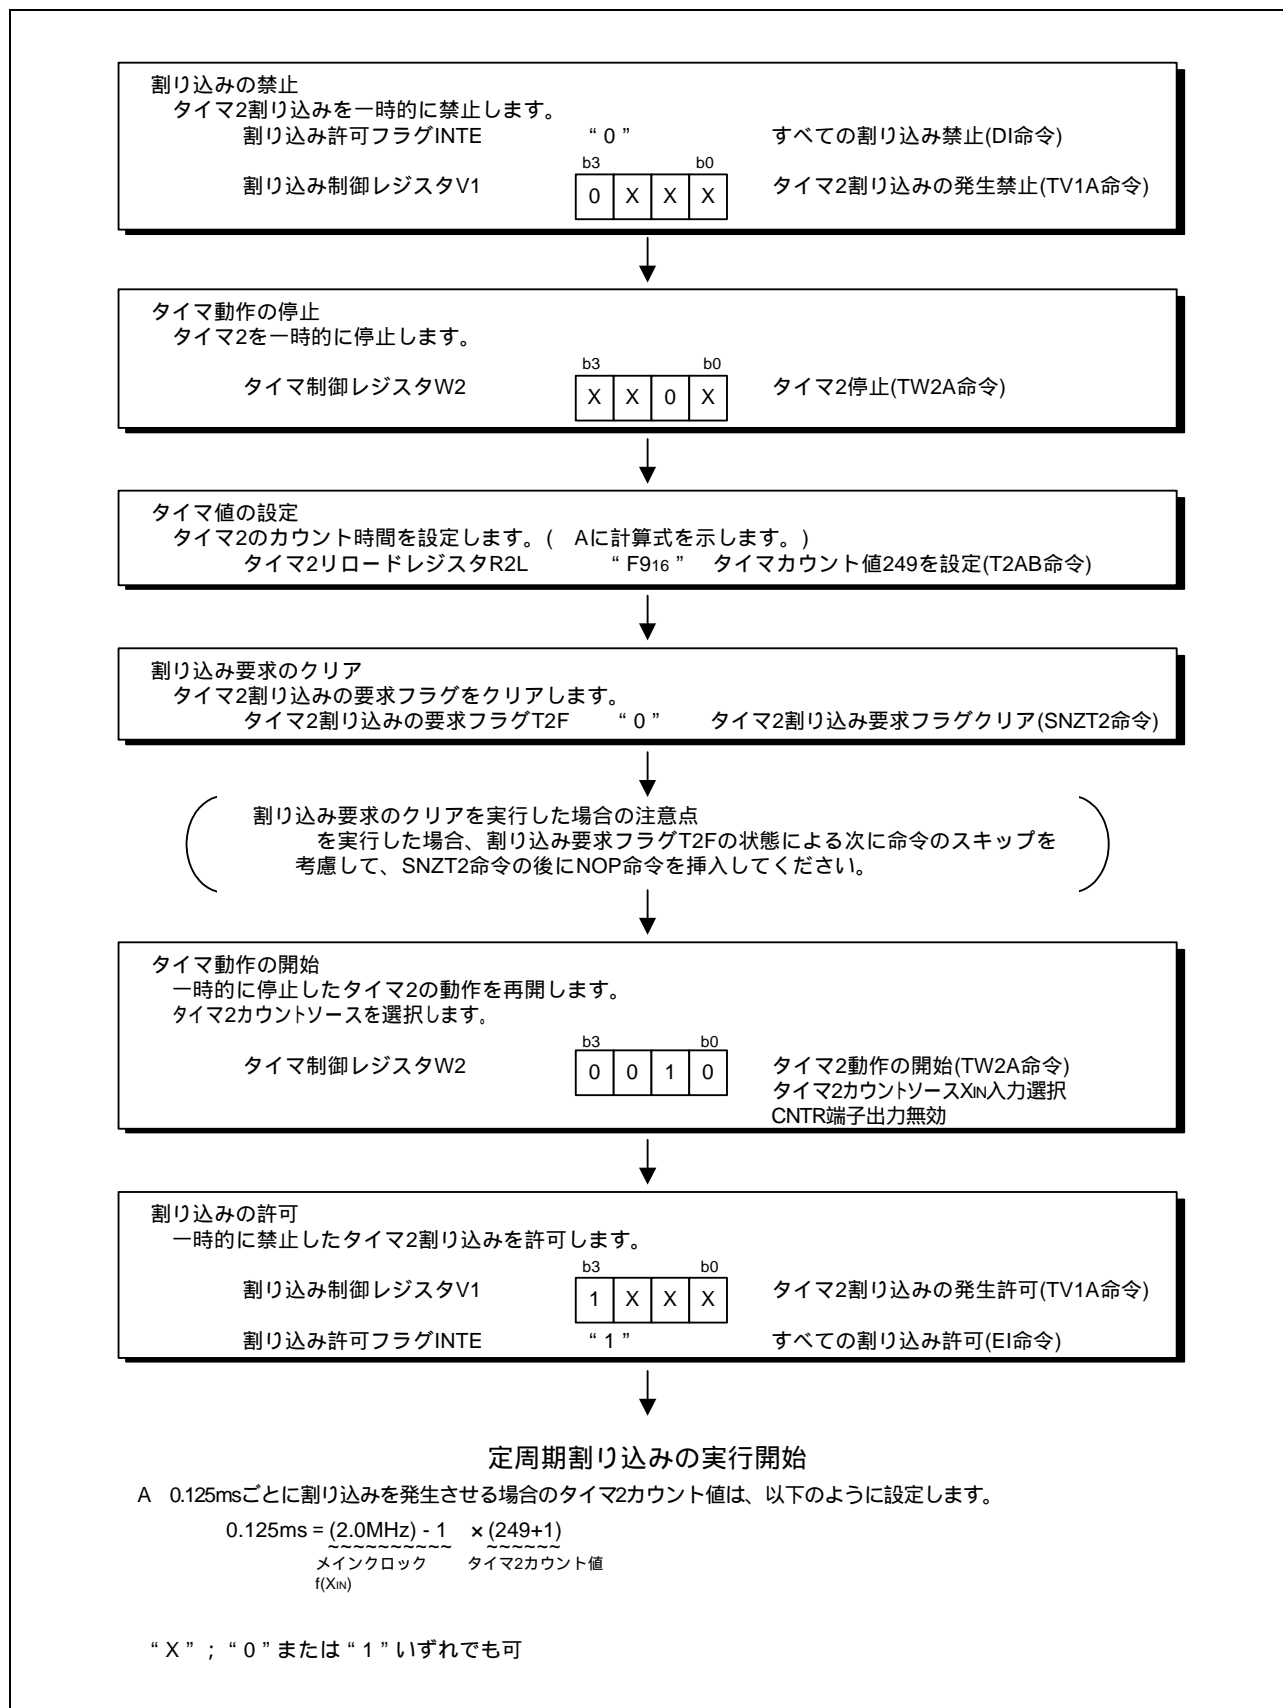 割り込みの禁止
タイマ2割り込みを一時的に禁止します。
割り込み許可フラグINTE “0” すべての割り込み禁止(DI命令)
b3 b0
割り込み制御レジスタV1 0 X X X タイマ2割り込みの発生禁止(TV1A命令)
タイマ動作の停止
タイマ2を一時的に停止します。
b3 b0
タイマ制御レジスタW2 X X 0 X タイマ2停止(TW2A命令)
タイマ値の設定
タイマ2のカウント時間を設定します。( Aに計算式を示します。)
タイマ2リロードレジスタR2L “F916” タイマカウント値249を設定(T2AB命令)
割り込み要求のクリア
タイマ2割り込みの要求フラグをクリアします。
タイマ2割り込みの要求フラグT2F “0” タイマ2割り込み要求フラグクリア(SNZT2命令)
割り込み要求のクリアを実行した場合の注意点
を実行した場合、割り込み要求フラグT2Fの状態による次に命令のスキップを
考慮して、SNZT2命令の後にNOP命令を挿入してください。
タイマ動作の開始
一時的に停止したタイマ2の動作を再開します。
タイマ2カウントソースを選択します。
b3 b0
タイマ制御レジスタW2 0 0 1 0 タイマ2動作の開始(TW2A命令)
タイマ2カウントソースXIN入力選択
CNTR端子出力無効
割り込みの許可
一時的に禁止したタイマ2割り込みを許可します。
b3 b0
割り込み制御レジスタV1 1 X X X タイマ2割り込みの発生許可(TV1A命令)
割り込み許可フラグINTE “1” すべての割り込み許可(EI命令)
定周期割り込みの実行開始
A 0.125msごとに割り込みを発生させる場合のタイマ2カウント値は、以下のように設定します。
0.125ms = (2.0MHz) - 1 ×(249+1)
メインクロック タイマ2カウント値
f(XIN)
“X”;“0”または“1”いずれでも可